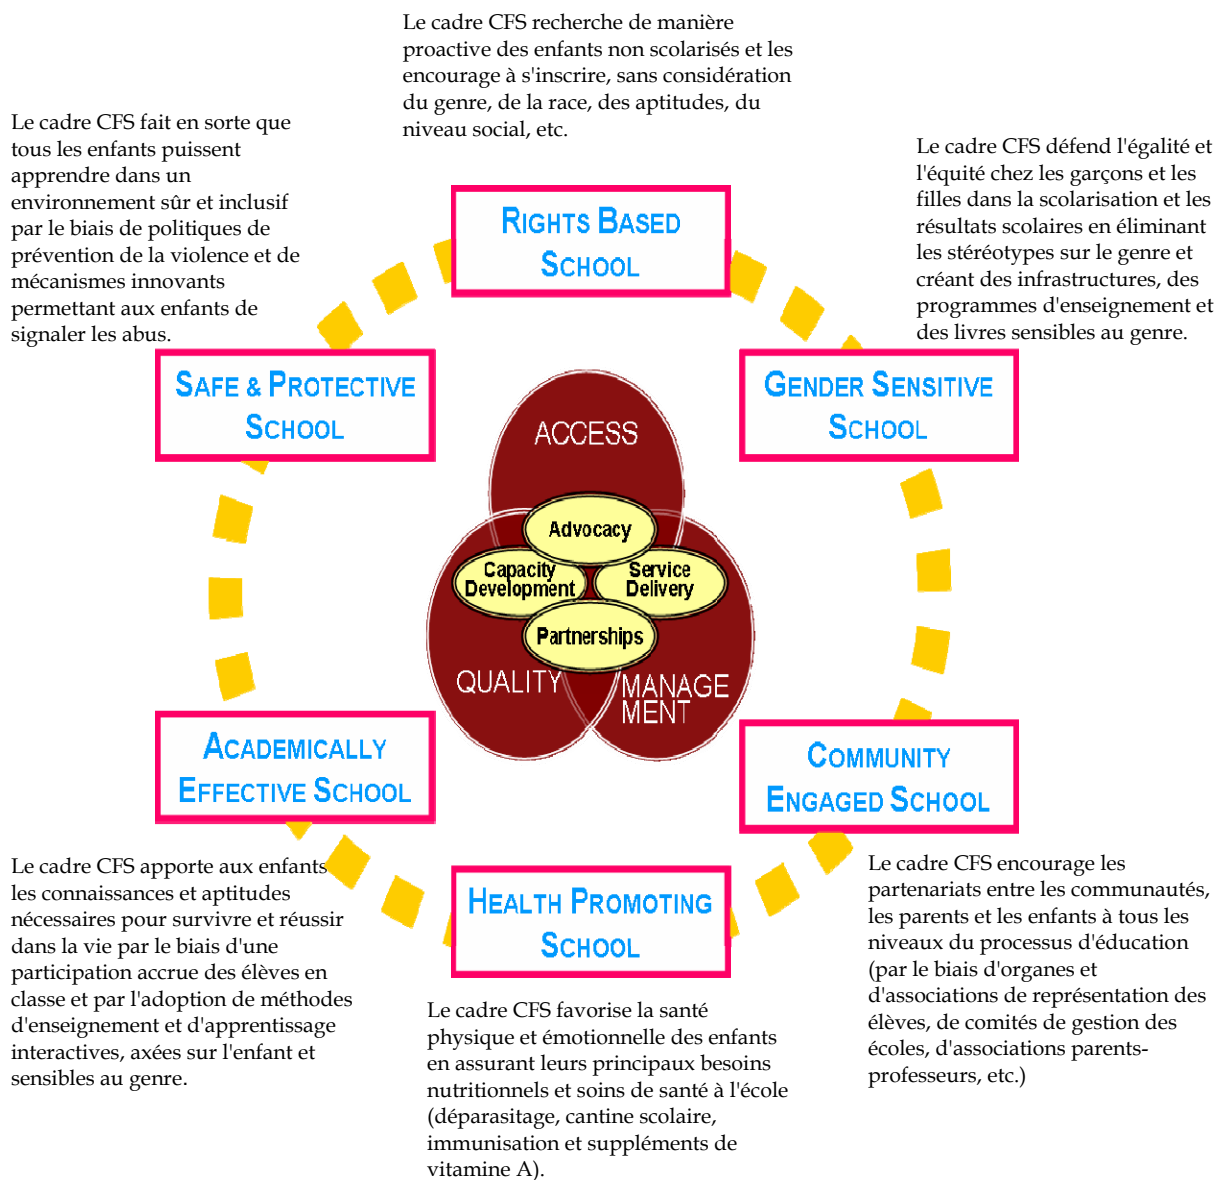 Le cadre CFS recherche de manière
proactive des enfants non scolarisés et les
encourage à s'inscrire, sans considération
du genre, de la race, des aptitudes, du
niveau social, etc.
Le cadre CFS fait en sorte que
tous les enfants puissent
apprendre dans un
environnement sûr et inclusif
par le biais de politiques de
prévention de la violence et de
mécanismes innovants
permettant aux enfants de
signaler les abus.
Le cadre CFS défend l'égalité et
l'équité chez les garçons et les
filles dans la scolarisation et les
résultats scolaires en éliminant
les stéréotypes sur le genre et
créant des infrastructures, des
programmes d'enseignement et
des livres sensibles au genre.
RIGHTS BASED
SCHOOL
SAFE & PROTECTIVE
SCHOOL
GENDER SENSITIVE
SCHOOL
ACCESS
Advocacy
Capacity
Development
Service
Delivery
Partnerships
QUALITY
MANAGE
MENT
ACADEMICALLY
EFFECTIVE SCHOOL
COMMUNITY
ENGAGED SCHOOL
HEALTH PROMOTING
SCHOOL
Le cadre CFS apporte aux enfants
les connaissances et aptitudes
nécessaires pour survivre et réussir
dans la vie par le biais d'une
participation accrue des élèves en
classe et par l'adoption de méthodes
d'enseignement et d'apprentissage
interactives, axées sur l'enfant et
sensibles au genre.
Le cadre CFS encourage les
partenariats entre les communautés,
les parents et les enfants à tous les
niveaux du processus d'éducation
(par le biais d'organes et
d'associations de représentation des
élèves, de comités de gestion des
écoles, d'associations parents-
professeurs, etc.)
Le cadre CFS favorise la santé
physique et émotionnelle des enfants
en assurant leurs principaux besoins
nutritionnels et soins de santé à l'école
(déparasitage, cantine scolaire,
immunisation et suppléments de
vitamine A).